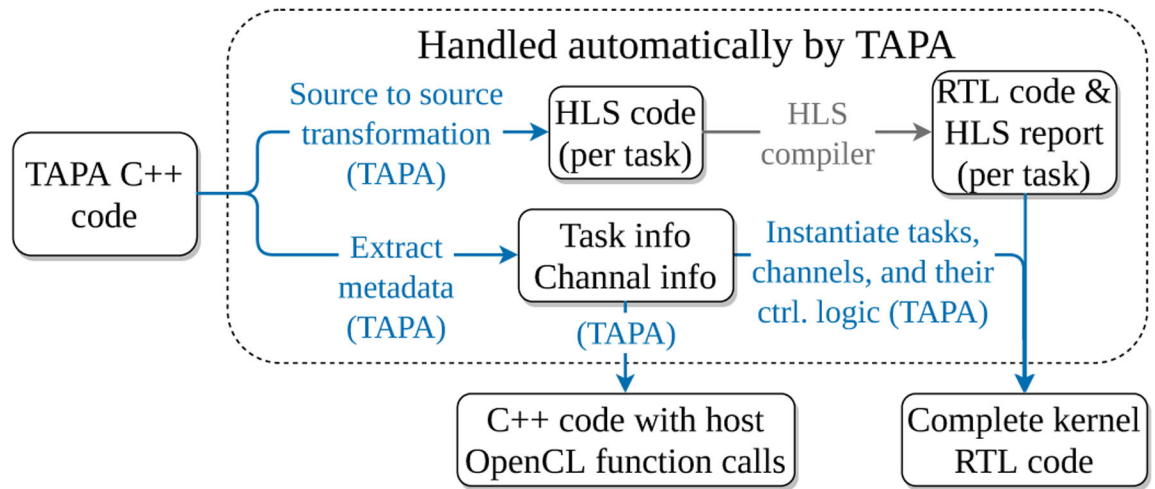 Handled automatically by TAPA
TAPA C++
code
Source to source
transformation
(TAPA)
HLS code
(per task)
HLS
compiler
RTL code &
HLS report
(per task)
Extract
metadata
(TAPA)
Task info
Channal info
Instantiate tasks,
channels, and their
ctrl. logic (TAPA)
(TAPA)
C++ code with host
OpenCL function calls
Complete kernel
RTL code